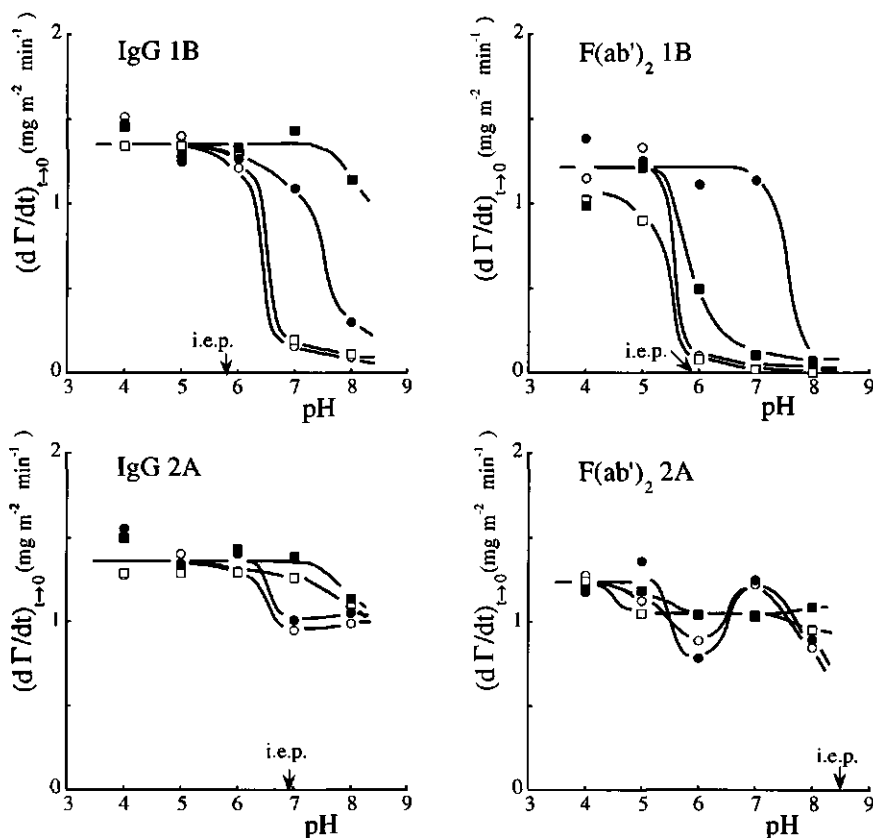 IgG 1B
(d Γ/dt)t→0 (mg m⁻² min⁻¹)
2
1
0
i.e.p.
3 4 5 6 7 8 9
pH
F(ab')₂ 1B
(d Γ/dt)t→0 (mg m⁻² min⁻¹)
2
1
0
i.e.p.
3 4 5 6 7 8 9
pH
IgG 2A
(d Γ/dt)t→0 (mg m⁻² min⁻¹)
2
1
0
i.e.p.
3 4 5 6 7 8 9
pH
F(ab')₂ 2A
(d Γ/dt)t→0 (mg m⁻² min⁻¹)
2
1
0
i.e.p.
3 4 5 6 7 8 9
pH